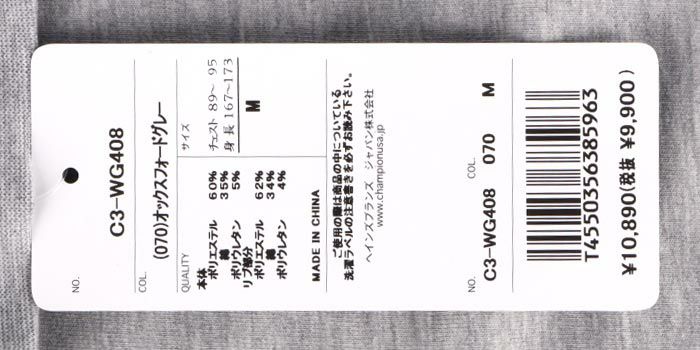 NO.
C3-WG408
COL.
(070)オックスフォードグレー
QUALITY
本体
ポリエステル 60%
綿 35%
ポリウレタン 5%
リブ部分
ポリエステル 62%
綿 34%
ポリウレタン 4%
サイズ
チェスト 89～ 95
身 長 167～173
M
MADE IN CHINA
ご使用の際は商品の中についている
洗濯ラベルの注意書きを必ずお読み下さい。
ヘインズブランズ ジャパン株式会社
www.championusa.jp
NO.
C3-WG408
COL.
070
M
T4550356385963
¥10,890(税抜 ¥9,900)